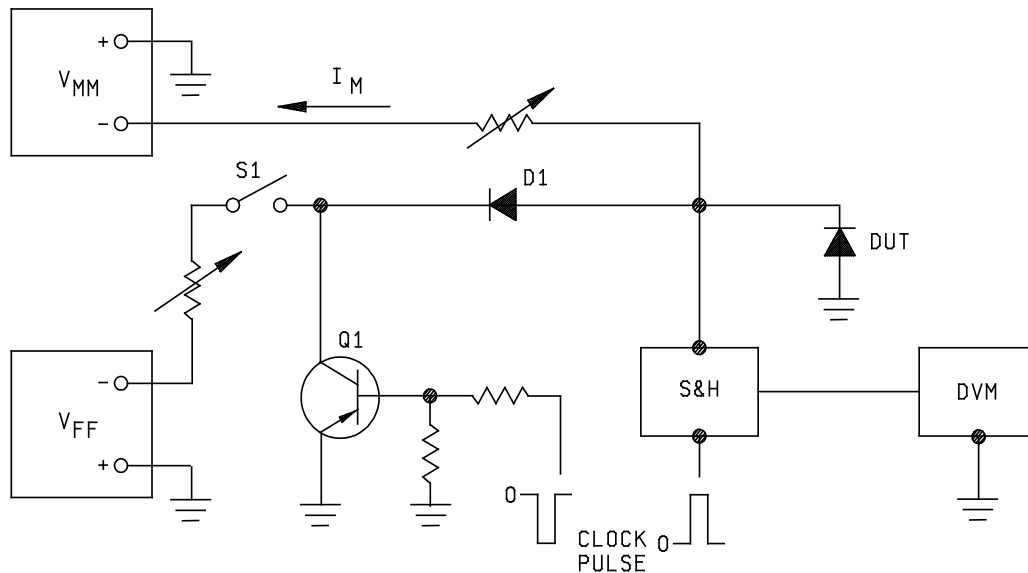 +
V_MM
I_M
-
S1
D1
DUT
Q1
-
S&H
DVM
V_FF
+
0
CLOCK
PULSE
0